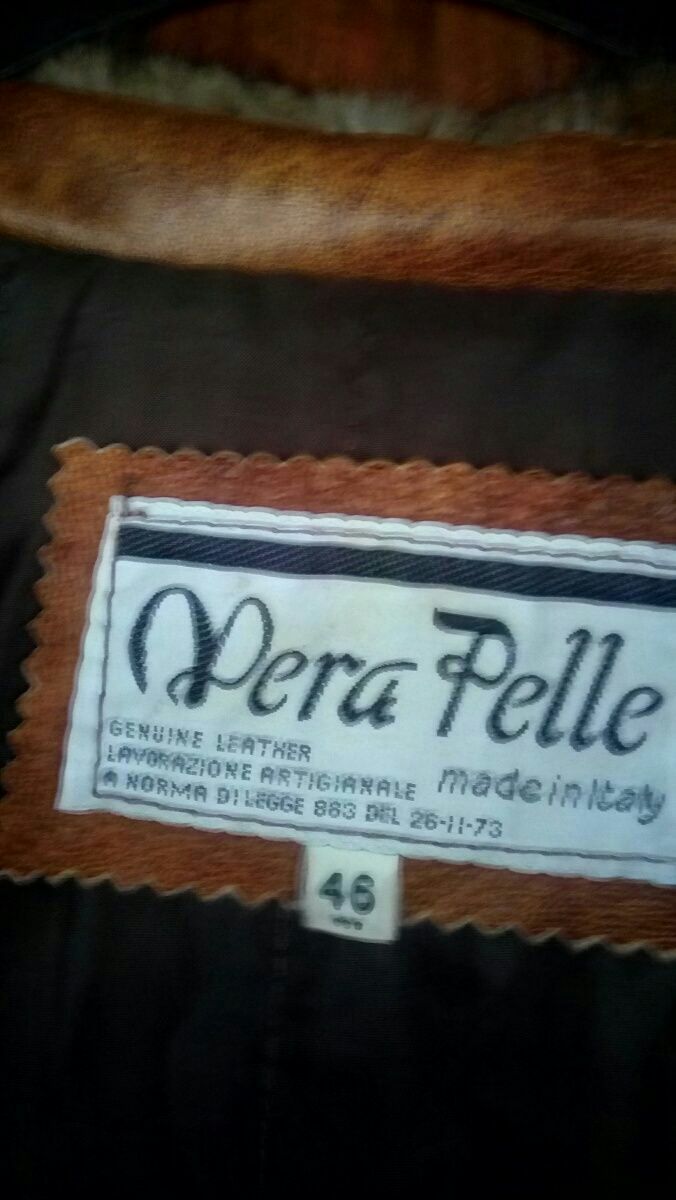 Vera Pelle
GENUINE LEATHER
LAVORAZIONE ARTIGIANALE
made in Italy
A NORMA DI LEGGE 883 DEL 26-11-73
46